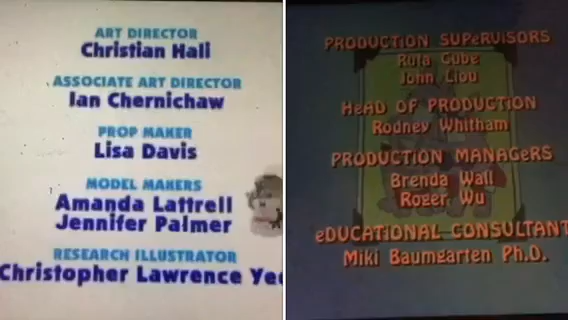 ART DIRECTOR
Christian Hali
ASSOCIATE ART DIRECTOR
Ian Chernichaw
PROP MAKER
Lisa Davis
MODEL MAKERS
Amanda Lattrell
Jennifer Palmer
RESEARCH ILLUSTRATOR
Christopher Lawrence Yee
PRODUCTiON SUPeRViSORS
Ruta Cube
John Liou
HeAD OF PRODUCTiON
Rodney Whitham
PRODUCTiON MANAGeRS
Brenda Wall
Roger Wu
eDUCATiONAL CONSULTANT
Miki Baumgarten Ph.D.